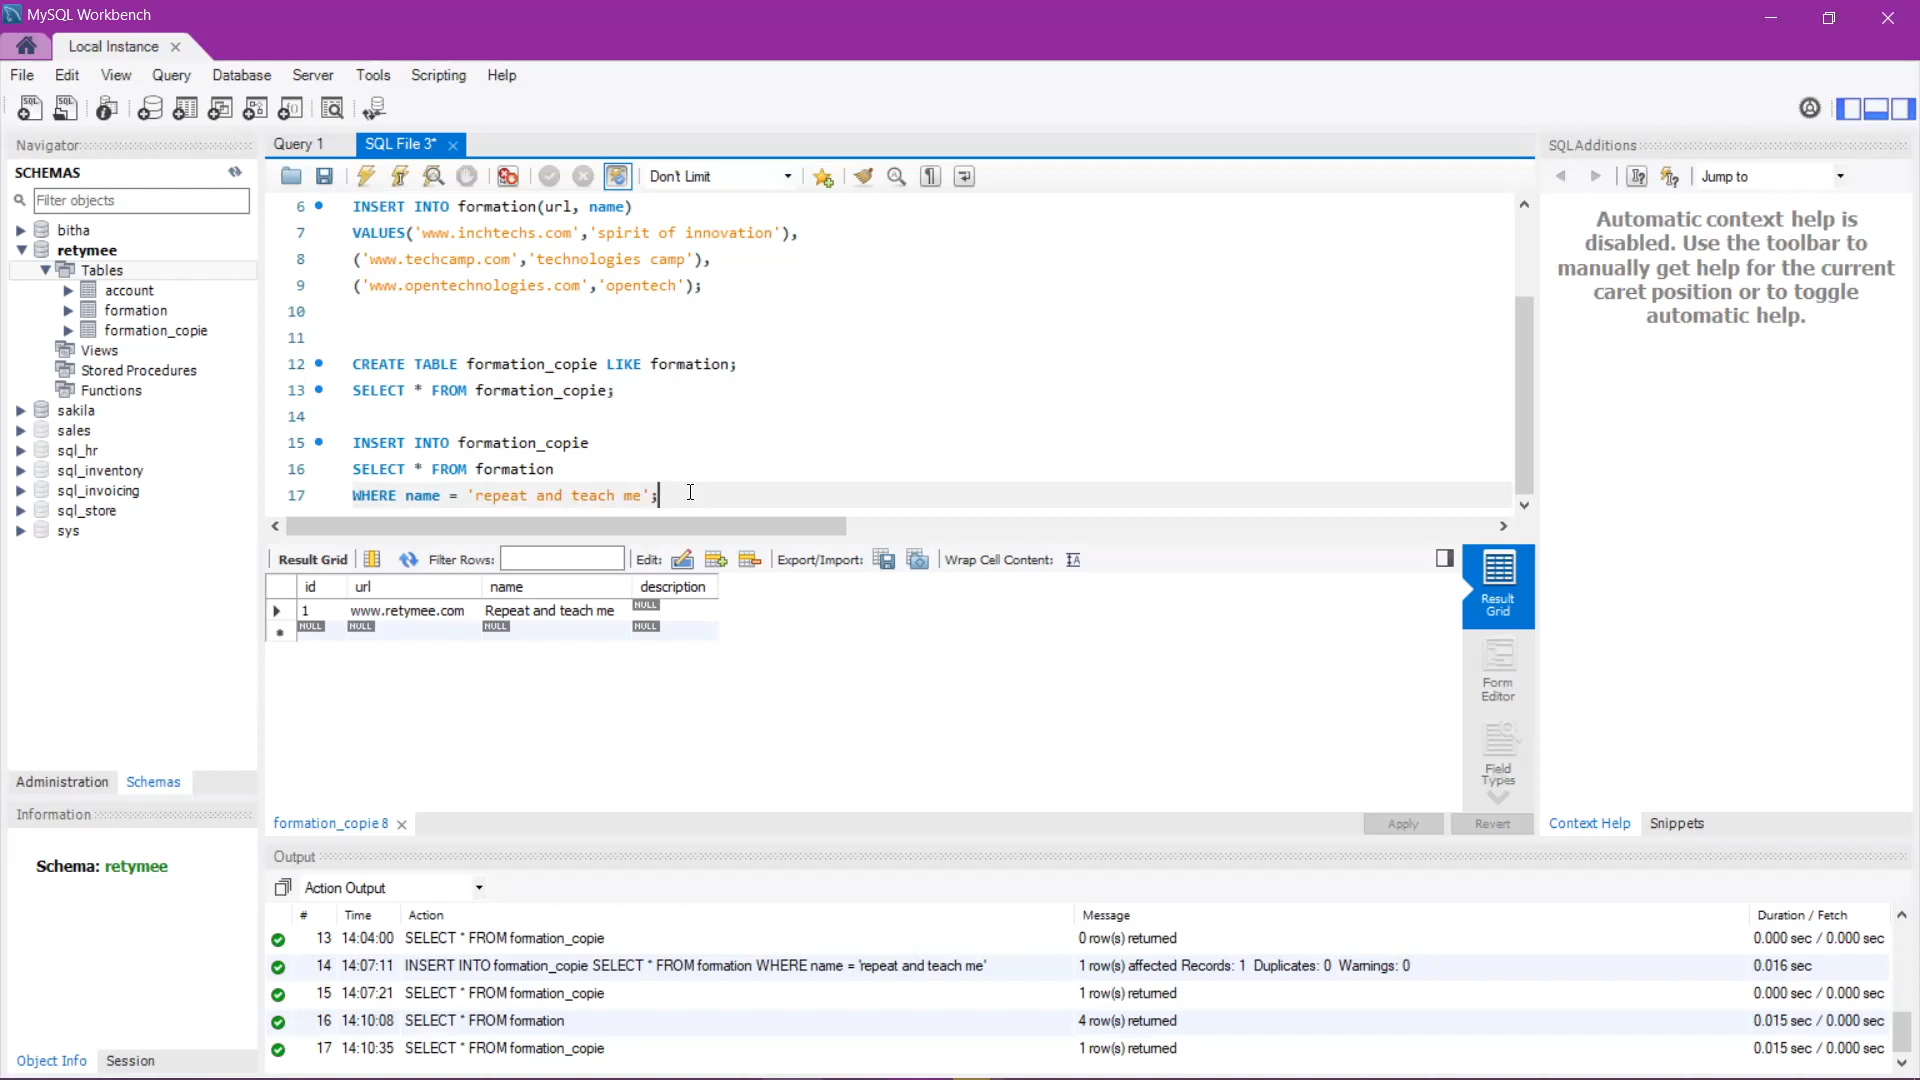 MySQL Workbench
Local Instance
File Edit View Query Database Server Tools Scripting Help
Navigator
SCHEMAS
Filter objects
bitha
retymee
Tables
account
formation
formation_copie
Views
Stored Procedures
Functions
sakila
sales
sql_hr
sql_inventory
sql_invoicing
sql_store
sys
Administration Schemas
Information
Schema: retymee
Object Info Session
Query 1 SQL File 3*
Don't Limit
6 INSERT INTO formation(url, name)
7 VALUES('www.inchtechs.com','spirit of innovation'),
8 ('www.techcamp.com','technologies camp'),
9 ('www.opentechnologies.com','opentech');
10
11
12 CREATE TABLE formation_copie LIKE formation;
13 SELECT * FROM formation_copie;
14
15 INSERT INTO formation_copie
16 SELECT * FROM formation
17 WHERE name = 'repeat and teach me';
Result Grid Filter Rows: Edit: Export/Import: Wrap Cell Content:
id url name description
1 www.retymee.com Repeat and teach me NULL
NULL NULL NULL NULL
Result Grid
Form Editor
Field Types
formation_copie 8
Apply Revert
SQLAdditions
Jump to
Automatic context help is
disabled. Use the toolbar to
manually get help for the current
caret position or to toggle
automatic help.
Context Help Snippets
Output
Action Output
# Time Action Message Duration / Fetch
13 14:04:00 SELECT * FROM formation_copie 0 row(s) returned 0.000 sec / 0.000 sec
14 14:07:11 INSERT INTO formation_copie SELECT * FROM formation WHERE name = 'repeat and teach me' 1 row(s) affected Records: 1 Duplicates: 0 Warnings: 0 0.016 sec
15 14:07:21 SELECT * FROM formation_copie 1 row(s) returned 0.000 sec / 0.000 sec
16 14:10:08 SELECT * FROM formation 4 row(s) returned 0.015 sec / 0.000 sec
17 14:10:35 SELECT * FROM formation_copie 1 row(s) returned 0.015 sec / 0.000 sec